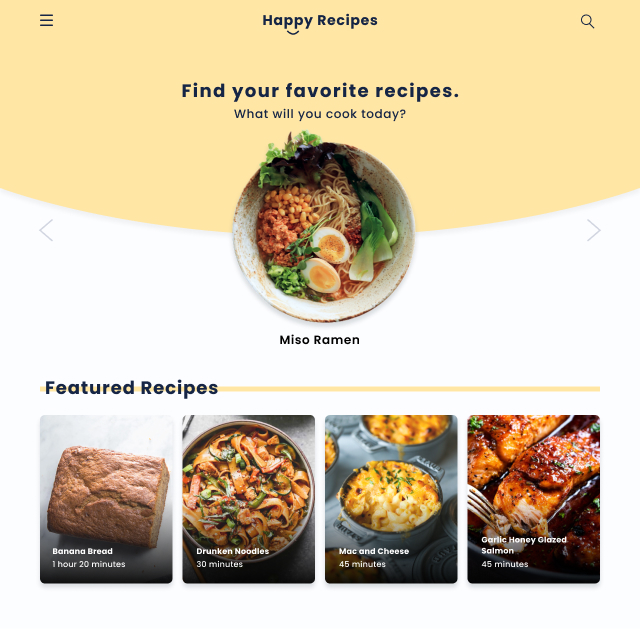 Happy Recipes
Find your favorite recipes.
What will you cook today?
Miso Ramen
Featured Recipes
Banana Bread
1 hour 20 minutes
Drunken Noodles
30 minutes
Mac and Cheese
45 minutes
Garlic Honey Glazed
Salmon
45 minutes